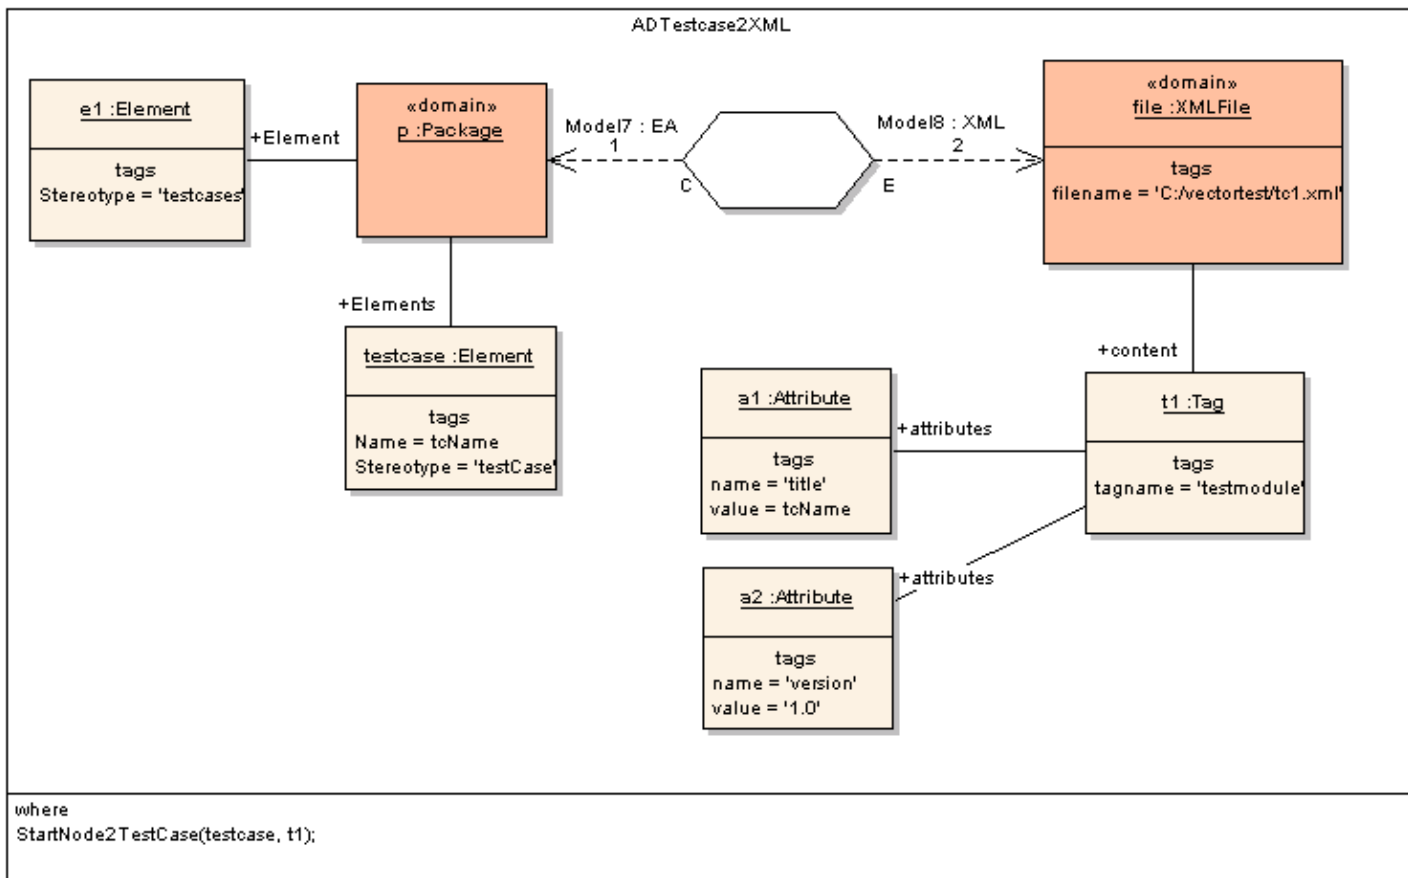 ADTestcase2XML
e1 :Element
tags
Stereotype = 'testcases'
+Element
«domain»
p :Package
Model7 : EA
1
C
Model8 : XML
2
E
«domain»
file :XMLFile
tags
filename = 'C:/vectortest/tc1.xml'
+Elements
testcase :Element
tags
Name = tcName
Stereotype = 'testCase'
+content
a1 :Attribute
tags
name = 'title'
value = tcName
+attributes
t1 :Tag
tags
tagname = 'testmodule'
+attributes
a2 :Attribute
tags
name = 'version'
value = '1.0'
where
StartNode2TestCase(testcase, t1);